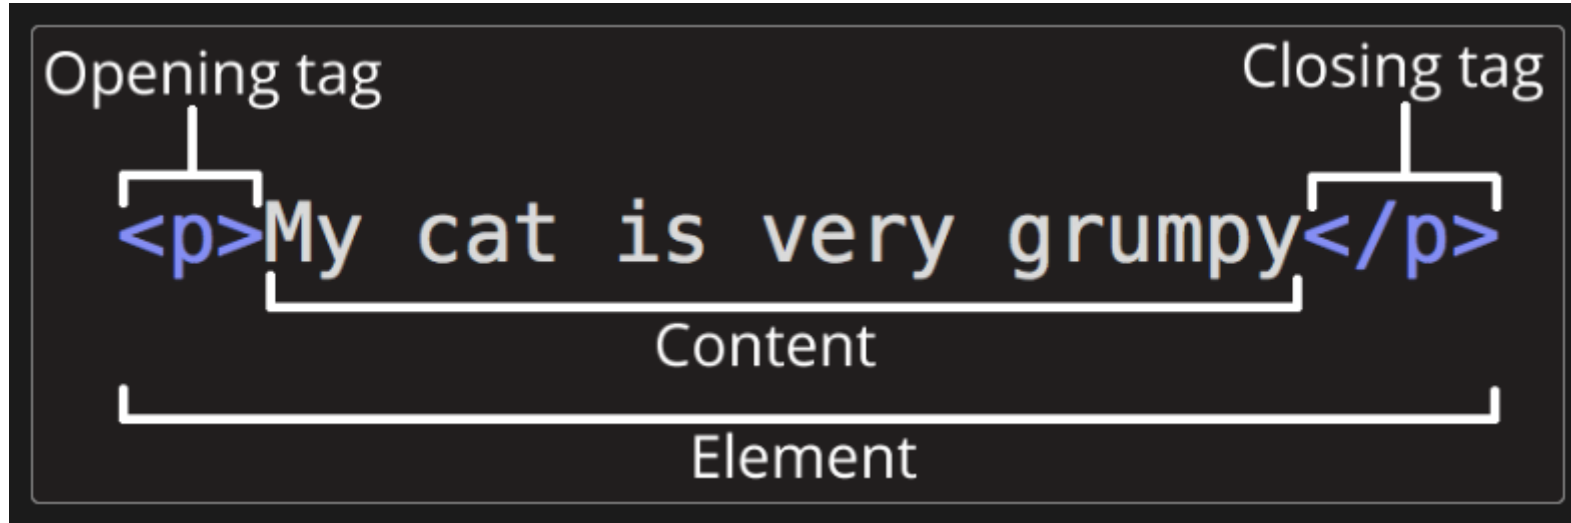 Opening tag
Closing tag
<p>My cat is very grumpy</p>
Content
Element